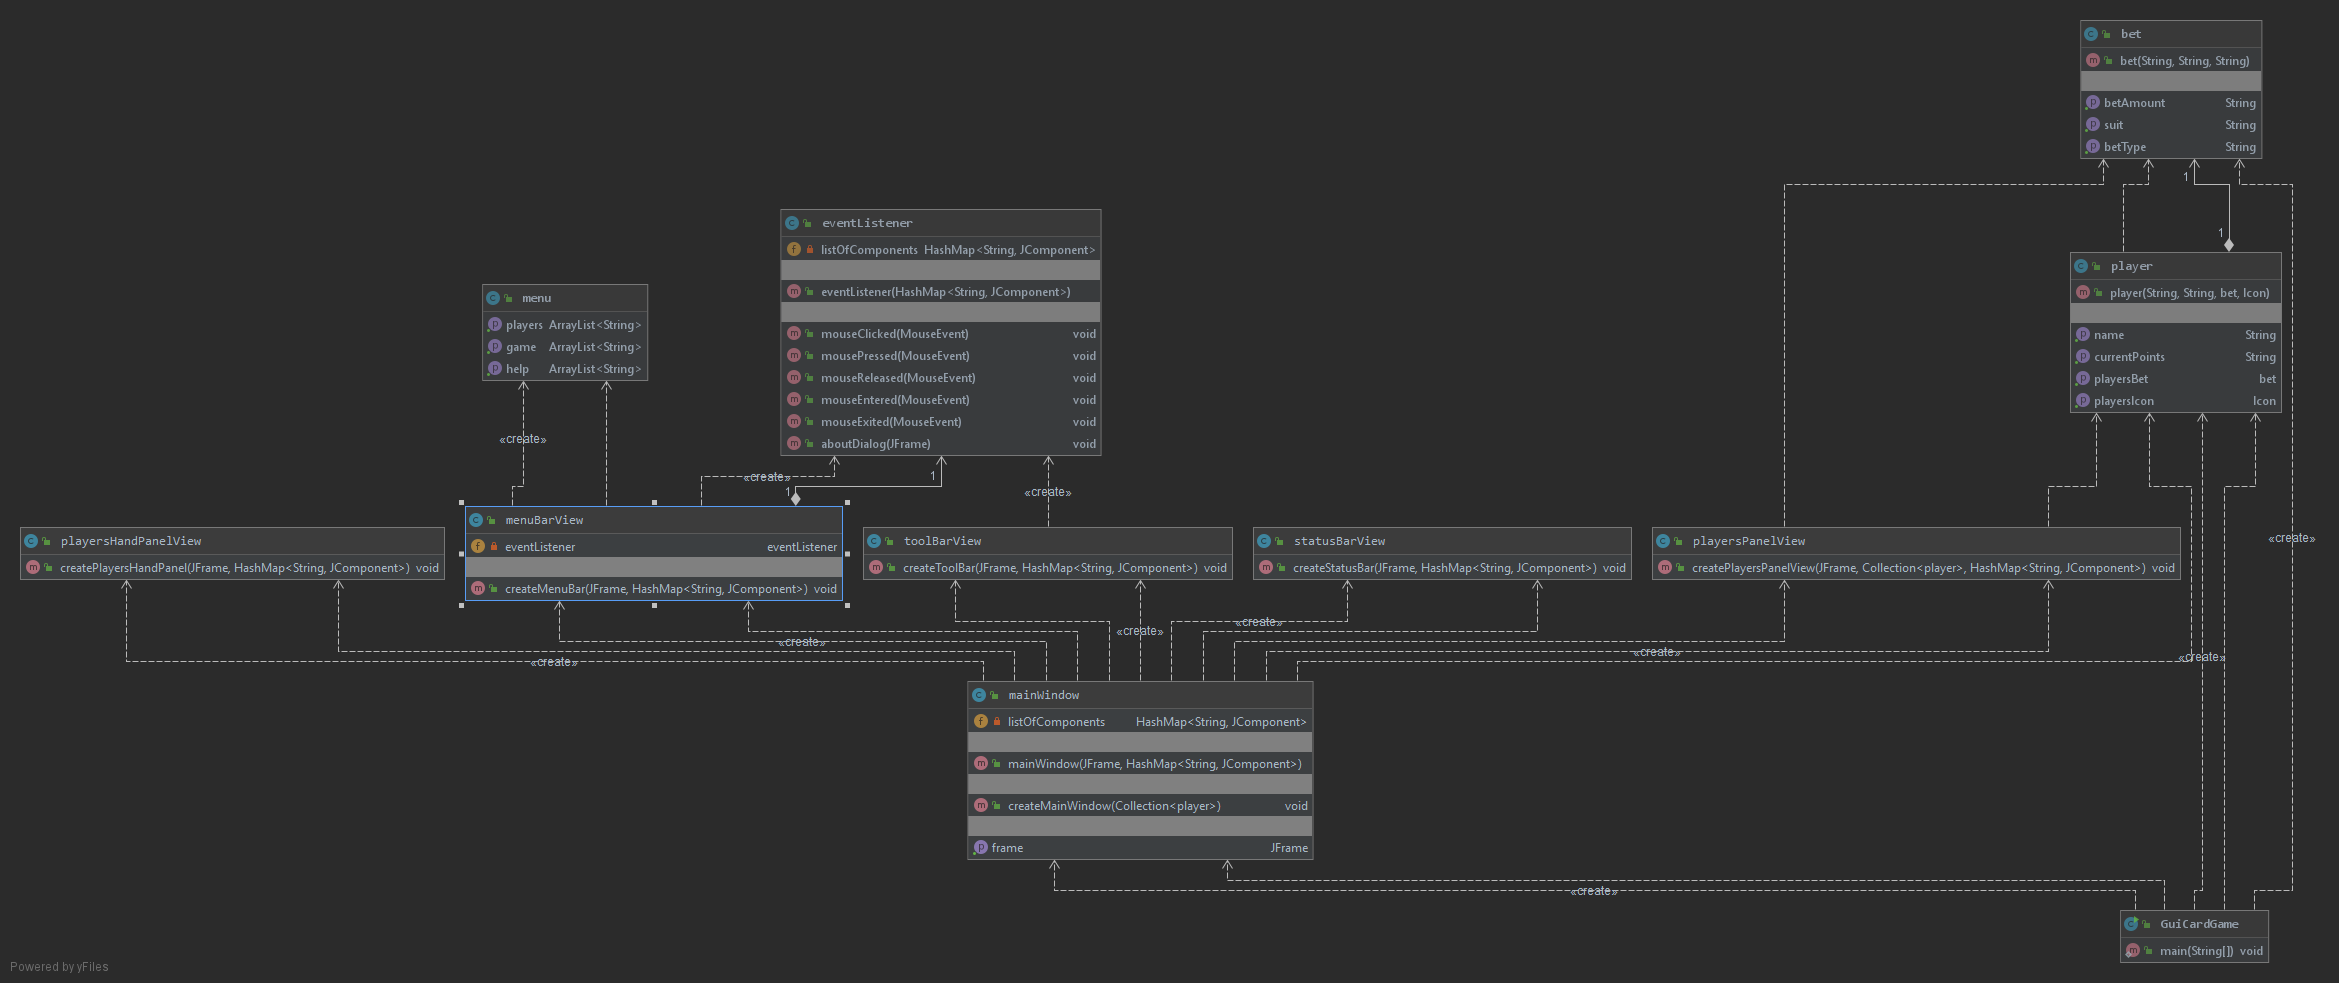 bet
bet(String, String, String)
betAmount String
suit String
betType String
1
1
player
player(String, String, bet, Icon)
name String
currentPoints String
playersBet bet
playersIcon Icon
eventListener
listOfComponents HashMap<String, JComponent>
eventListener(HashMap<String, JComponent>)
mouseClicked(MouseEvent) void
mousePressed(MouseEvent) void
mouseReleased(MouseEvent) void
mouseEntered(MouseEvent) void
mouseExited(MouseEvent) void
aboutDialog(JFrame) void
menu
players ArrayList<String>
game ArrayList<String>
help ArrayList<String>
«create»
«create»
1
1
«create»
«create»
playersHandPanelView
createPlayersHandPanel(JFrame, HashMap<String, JComponent>) void
menuBarView
eventListener eventListener
createMenuBar(JFrame, HashMap<String, JComponent>) void
toolBarView
createToolBar(JFrame, HashMap<String, JComponent>) void
statusBarView
createStatusBar(JFrame, HashMap<String, JComponent>) void
playersPanelView
createPlayersPanelView(JFrame, Collection<player>, HashMap<String, JComponent>) void
«create»
«create»
«create»
«create»
«create»
«create»
mainWindow
listOfComponents HashMap<String, JComponent>
mainWindow(JFrame, HashMap<String, JComponent>)
createMainWindow(Collection<player>) void
frame JFrame
«create»
GuiCardGame
main(String[]) void
Powered by yFiles